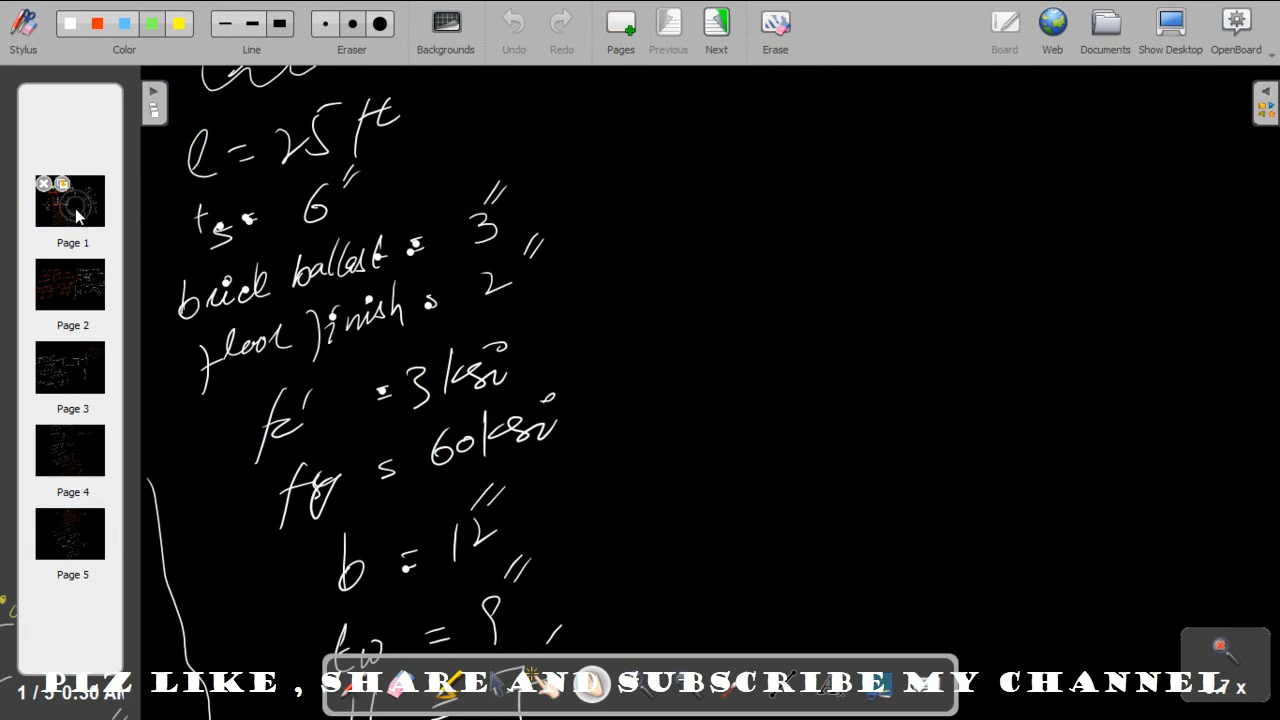 Stylus
Color
Line
Eraser
Backgrounds
Undo
Redo
Pages
Previous
Next
Erase
Board
Web
Documents
Show Desktop
OpenBoard
l = 25 ft
ts = 6"
brick ballast = 3"
floor finish = 2"
fc' = 3 ksi
fy = 60 ksi
b = 12"
tw = 9"
Page 1
Page 2
Page 3
Page 4
Page 5
PLZ LIKE , SHARE AND SUBSCRIBE MY CHANNEL